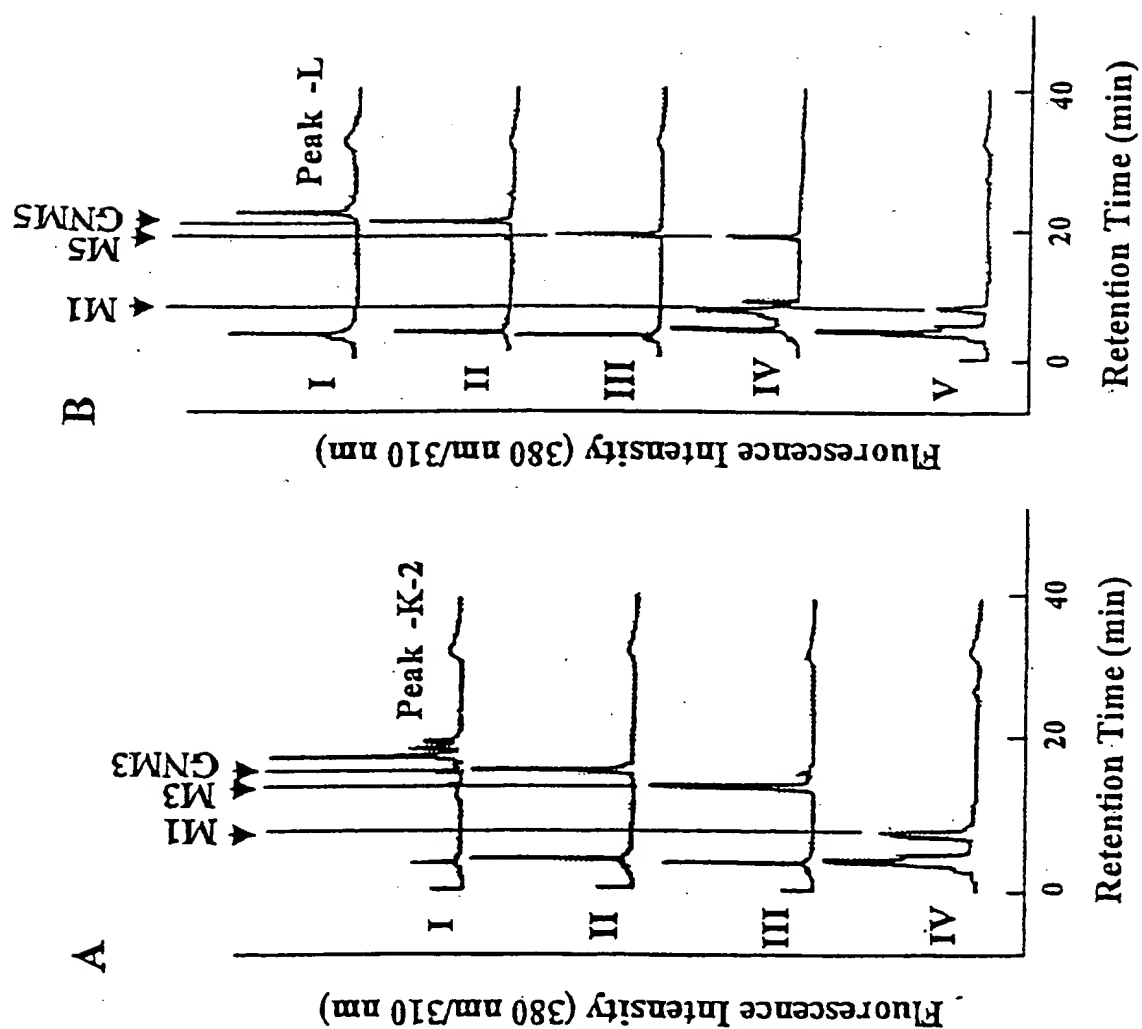 A
Fluorescence Intensity (380 nm/310 nm)
M1
M3
GNM3
Peak -K-2
I
II
III
IV
0
20
40
Retention Time (min)
B
Fluorescence Intensity (380 nm/310 nm)
M1
M5
GNM5
Peak -L
I
II
III
IV
V
0
20
40
Retention Time (min)